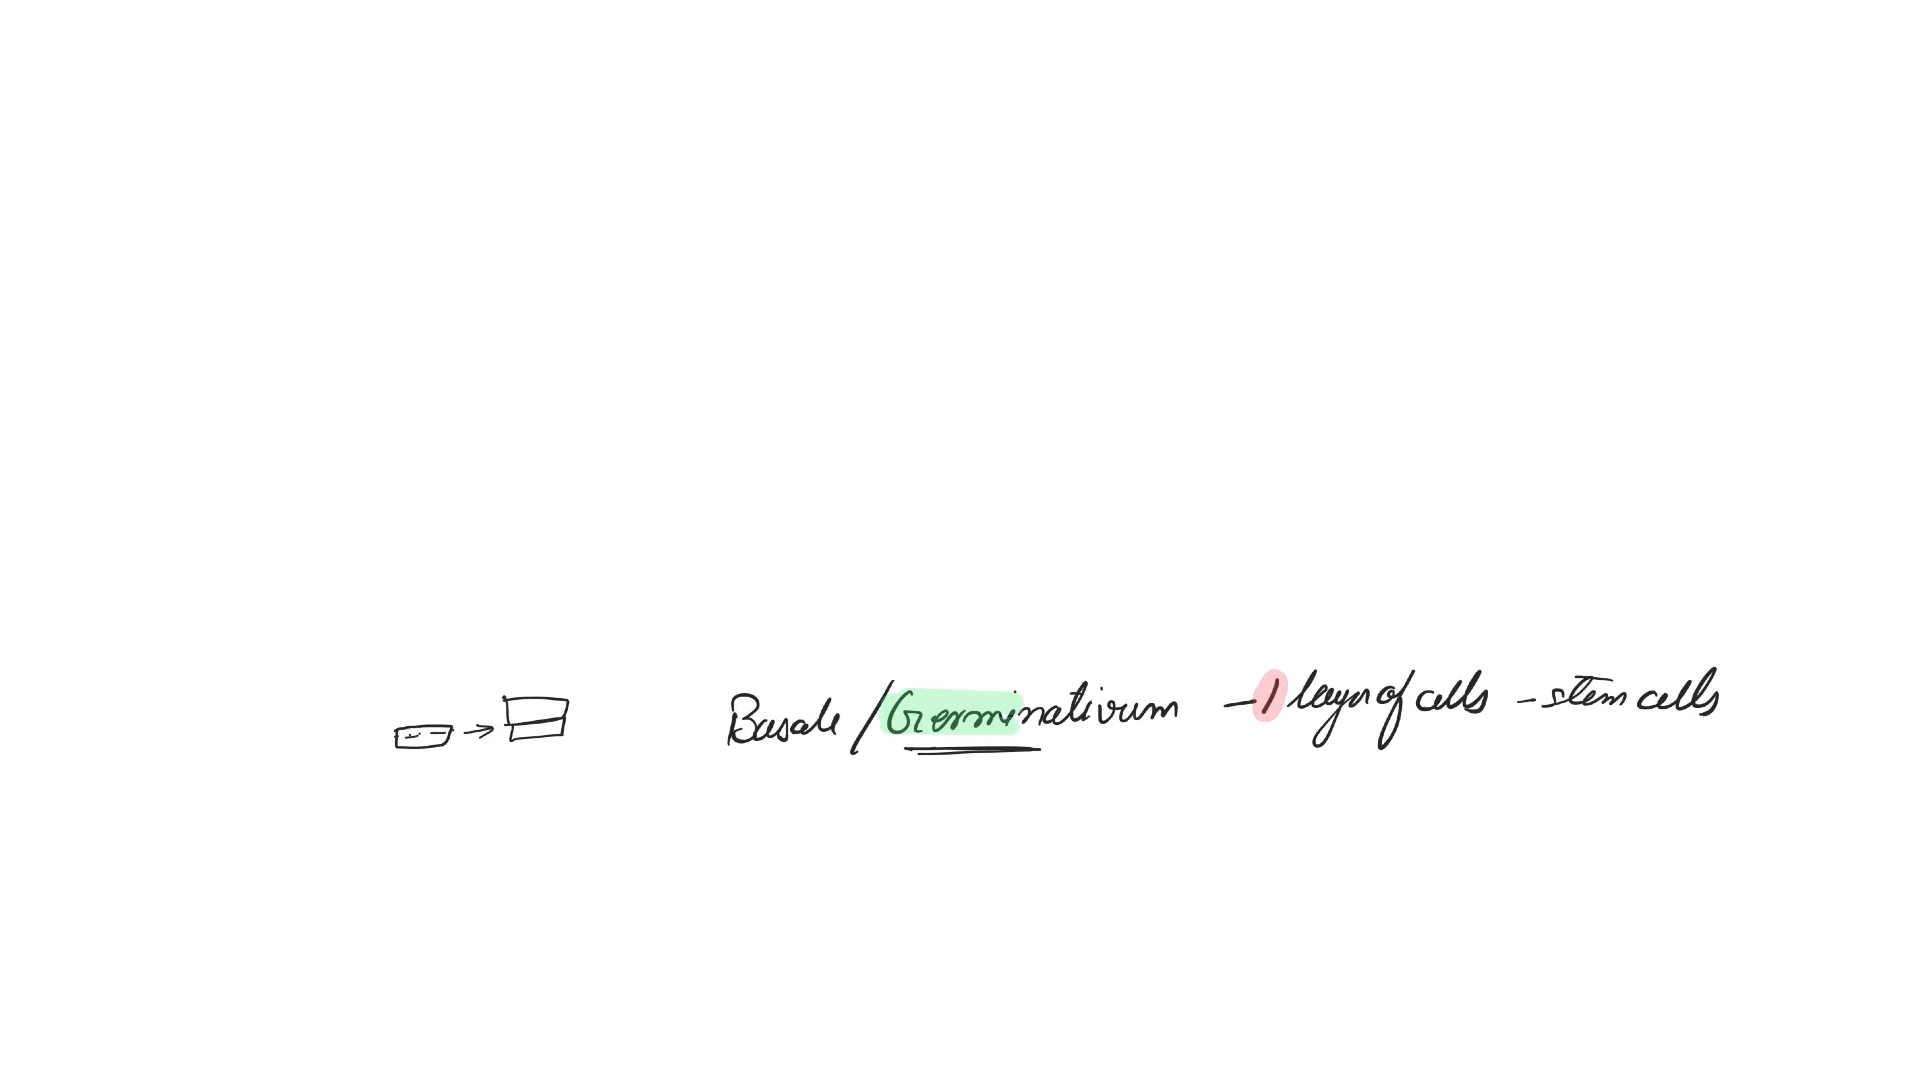 Basale / Germinativum - 1 layer of cells - stem cells